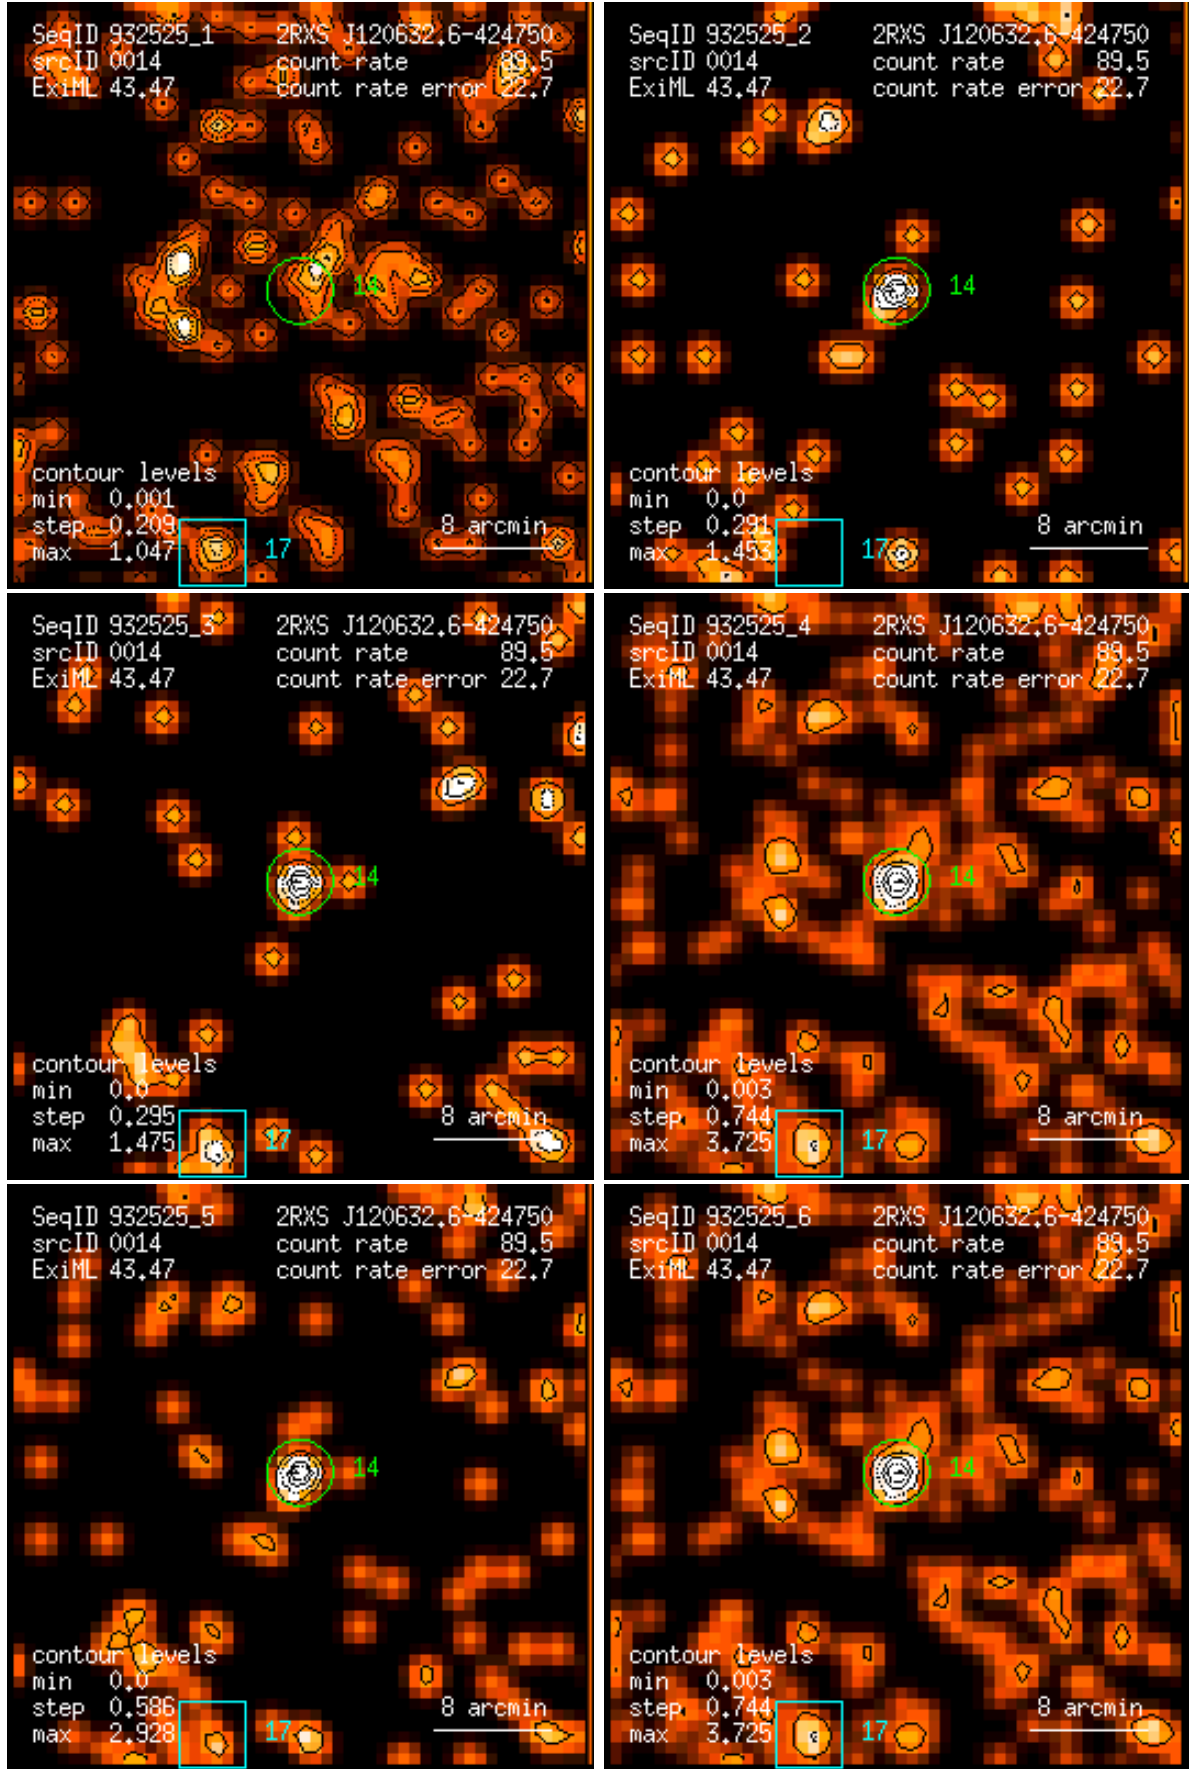 SeqID 932525_1 2RXS J120632.6-424750
srcID 0014 count rate 89.5
ExiML 43.47 count rate error 22.7
14
contour levels
min 0.001
step 0.209 8 arcmin
max 1.047 17
SeqID 932525_2 2RXS J120632.6-424750
srcID 0014 count rate 89.5
ExiML 43.47 count rate error 22.7
14
contour levels
min 0.0
step 0.291 8 arcmin
max 1.453 17
SeqID 932525_3 2RXS J120632.6-424750
srcID 0014 count rate 89.5
ExiML 43.47 count rate error 22.7
14
contour levels
min 0.0
step 0.295 8 arcmin
max 1.475 17
SeqID 932525_4 2RXS J120632.6-424750
srcID 0014 count rate 89.5
ExiML 43.47 count rate error 22.7
14
contour levels
min 0.003
step 0.744 8 arcmin
max 3.725 17
SeqID 932525_5 2RXS J120632.6-424750
srcID 0014 count rate 89.5
ExiML 43.47 count rate error 22.7
14
contour levels
min 0.0
step 0.586 8 arcmin
max 2.928 17
SeqID 932525_6 2RXS J120632.6-424750
srcID 0014 count rate 89.5
ExiML 43.47 count rate error 22.7
14
contour levels
min 0.003
step 0.744 8 arcmin
max 3.725 17